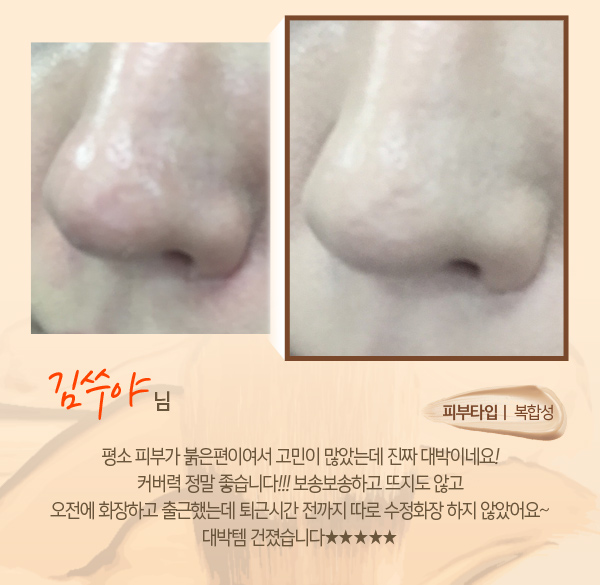 김쑤야님
피부타입 | 복합성
평소 피부가 붉은편이여서 고민이 많았는데 진짜 대박이네요!
커버력 정말 좋습니다!!! 보송보송하고 뜨지도 않고
오전에 화장하고 출근했는데 퇴근시간 전까지 따로 수정화장 하지 않았어요~
대박템 건졌습니다★★★★★